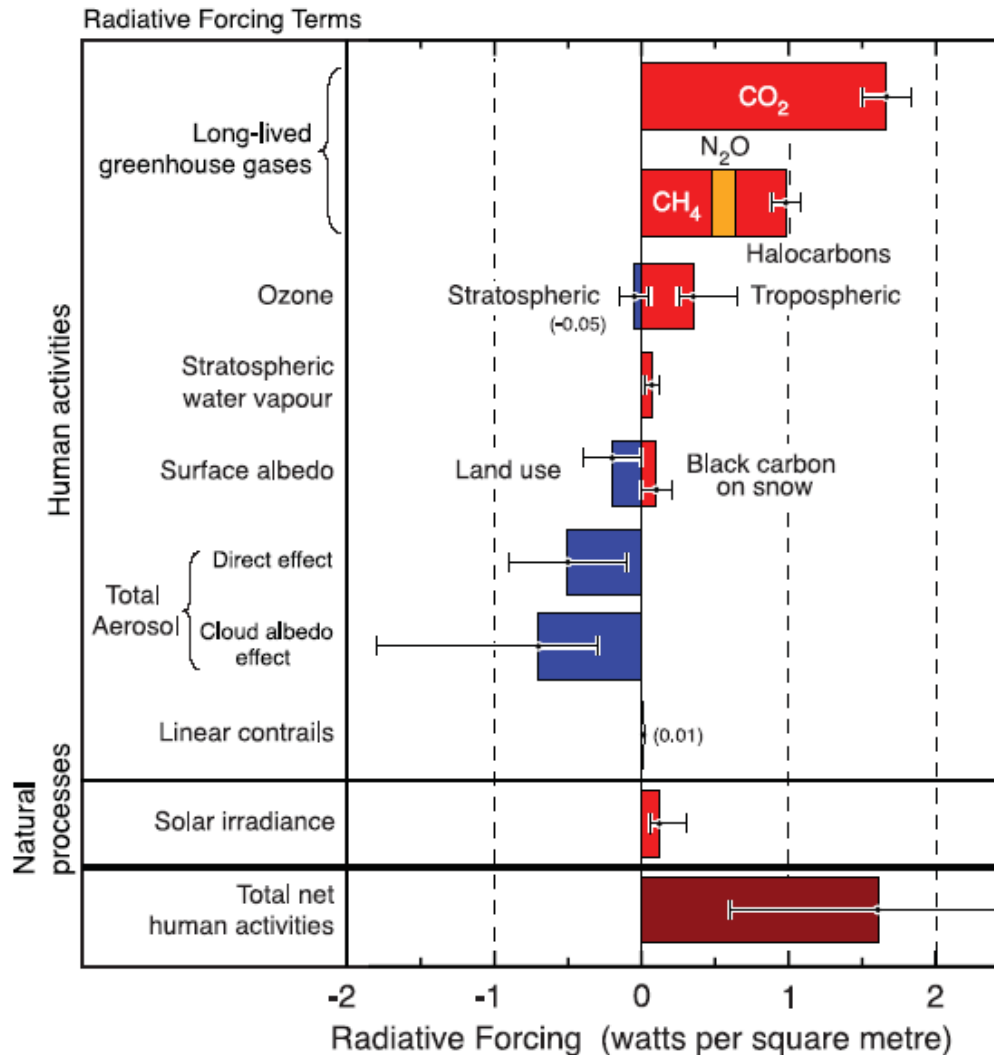 Radiative Forcing Terms
Human activities
Long-lived
greenhouse gases
CO₂
N₂O
CH₄
Halocarbons
Ozone
Stratospheric
(-0.05)
Tropospheric
Stratospheric
water vapour
Surface albedo
Land use
Black carbon
on snow
Total
Aerosol
Direct effect
Cloud albedo
effect
Linear contrails
(0.01)
Natural
processes
Solar irradiance
Total net
human activities
-2 -1 0 1 2
Radiative Forcing (watts per square metre)